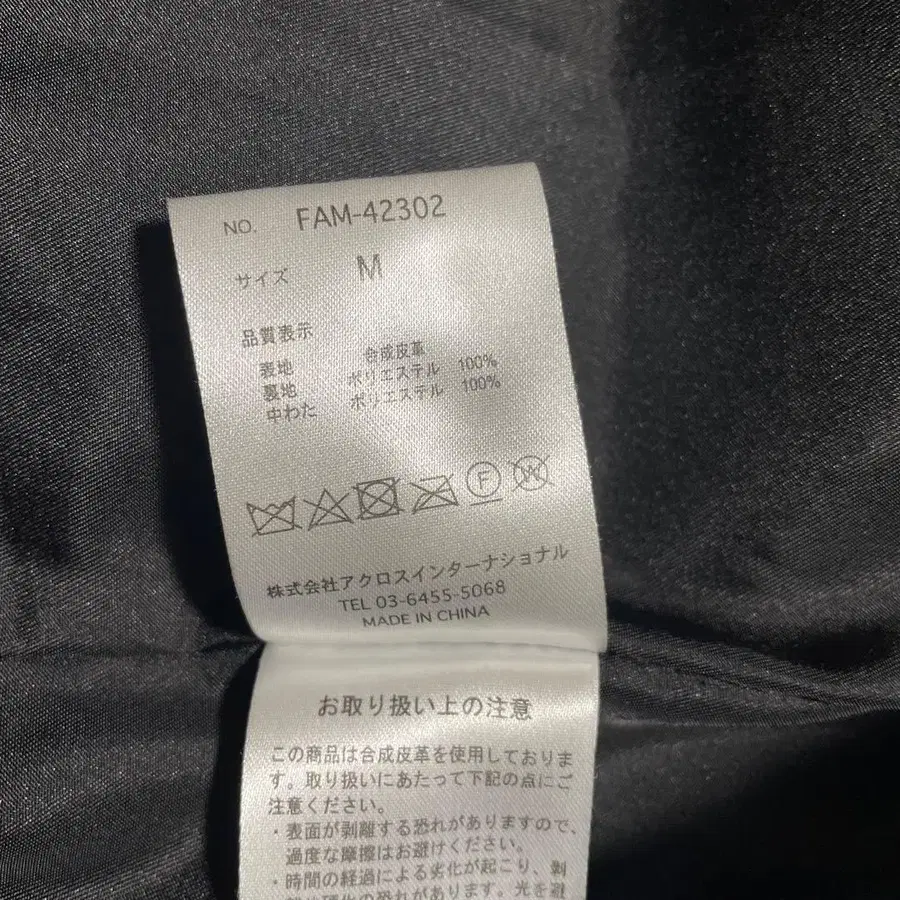 NO. FAM-42302
サイズ M
品質表示
表地 合成皮革
裏地 ポリエステル 100%
中わた ポリエステル 100%
F W
株式会社アクロスインターナショナル
TEL 03-6455-5068
MADE IN CHINA
お取り扱い上の注意
この商品は合成皮革を使用しておりま
す。取り扱いにあたって下記の点にご
注意ください。
・表面が剥離する恐れがありますので、
過度な摩擦はお避けください。
・時間の経過による劣化が起こり、剥
恐れがあります。光を避